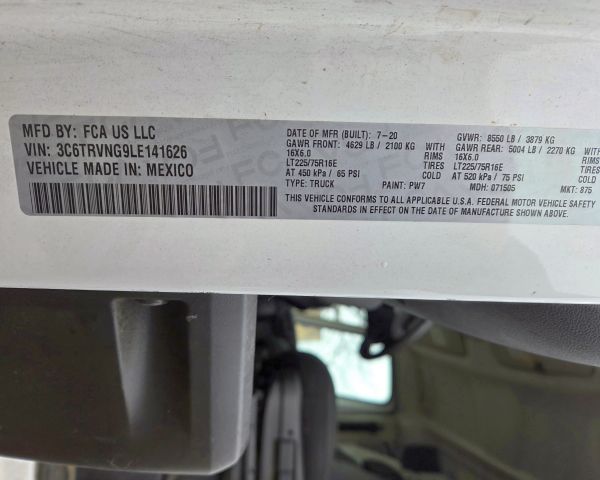 MFD BY: FCA US LLC
VIN: 3C6TRVNG9LE141626
VEHICLE MADE IN: MEXICO
DATE OF MFR (BUILT): 7-20 GVWR: 8550 LB / 3879 KG
GAWR FRONT: 4629 LB / 2100 KG WITH GAWR REAR: 5004 LB / 2270 KG WITH
16X6.0 RIMS 16X6.0 RIMS
LT225/75R16E TIRES LT225/75R16E TIRES
AT 450 kPa / 65 PSI COLD AT 520 kPa / 75 PSI COLD
TYPE: TRUCK PAINT: PW7 MDH: 071505 MKT: 875
THIS VEHICLE CONFORMS TO ALL APPLICABLE U.S.A. FEDERAL MOTOR VEHICLE SAFETY
STANDARDS IN EFFECT ON THE DATE OF MANUFACTURE SHOWN ABOVE.